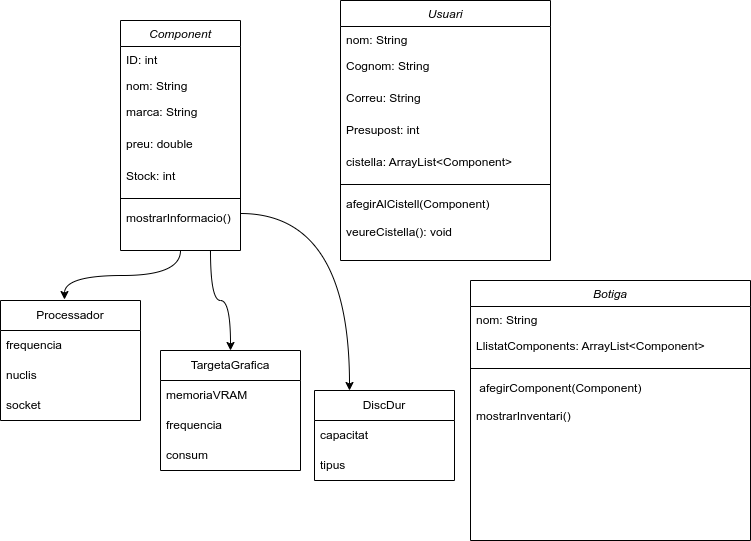 Component
ID: int
nom: String
marca: String
preu: double
Stock: int
mostrarInformacio()
Usuari
nom: String
Cognom: String
Correu: String
Presupost: int
cistella: ArrayList<Component>
afegirAlCistell(Component)
veureCistella(): void
Processador
frequencia
nuclis
socket
TargetaGrafica
memoriaVRAM
frequencia
consum
DiscDur
capacitat
tipus
Botiga
nom: String
LlistatComponents: ArrayList<Component>
afegirComponent(Component)
mostrarInventari()